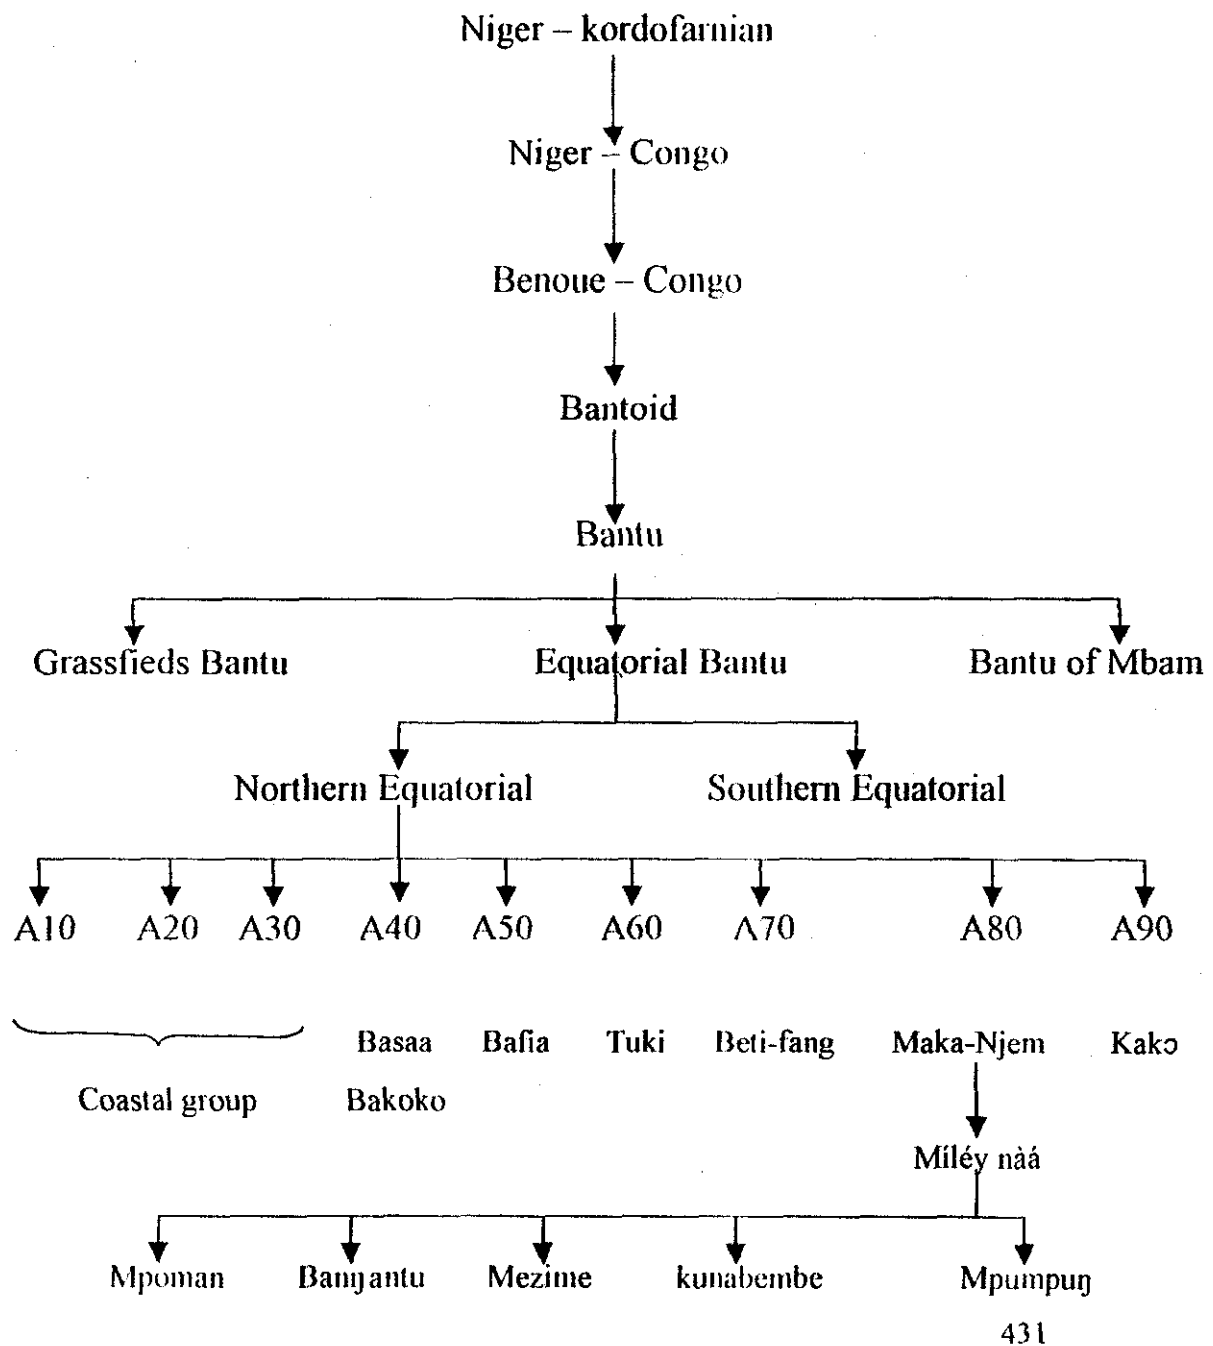 Niger – kordofarnian
Niger – Congo
Benoue – Congo
Bantoid
Bantu
Grassfieds Bantu Equatorial Bantu Bantu of Mbam
Northern Equatorial Southern Equatorial
A10 A20 A30 A40 A50 A60 A70 A80 A90
Basaa Bafia Tuki Beti-fang Maka-Njem Kakɔ
Coastal group Bakoko
Míléy nàá
Mpoman Baŋantu Mezime kunabembe Mpumpuŋ
431